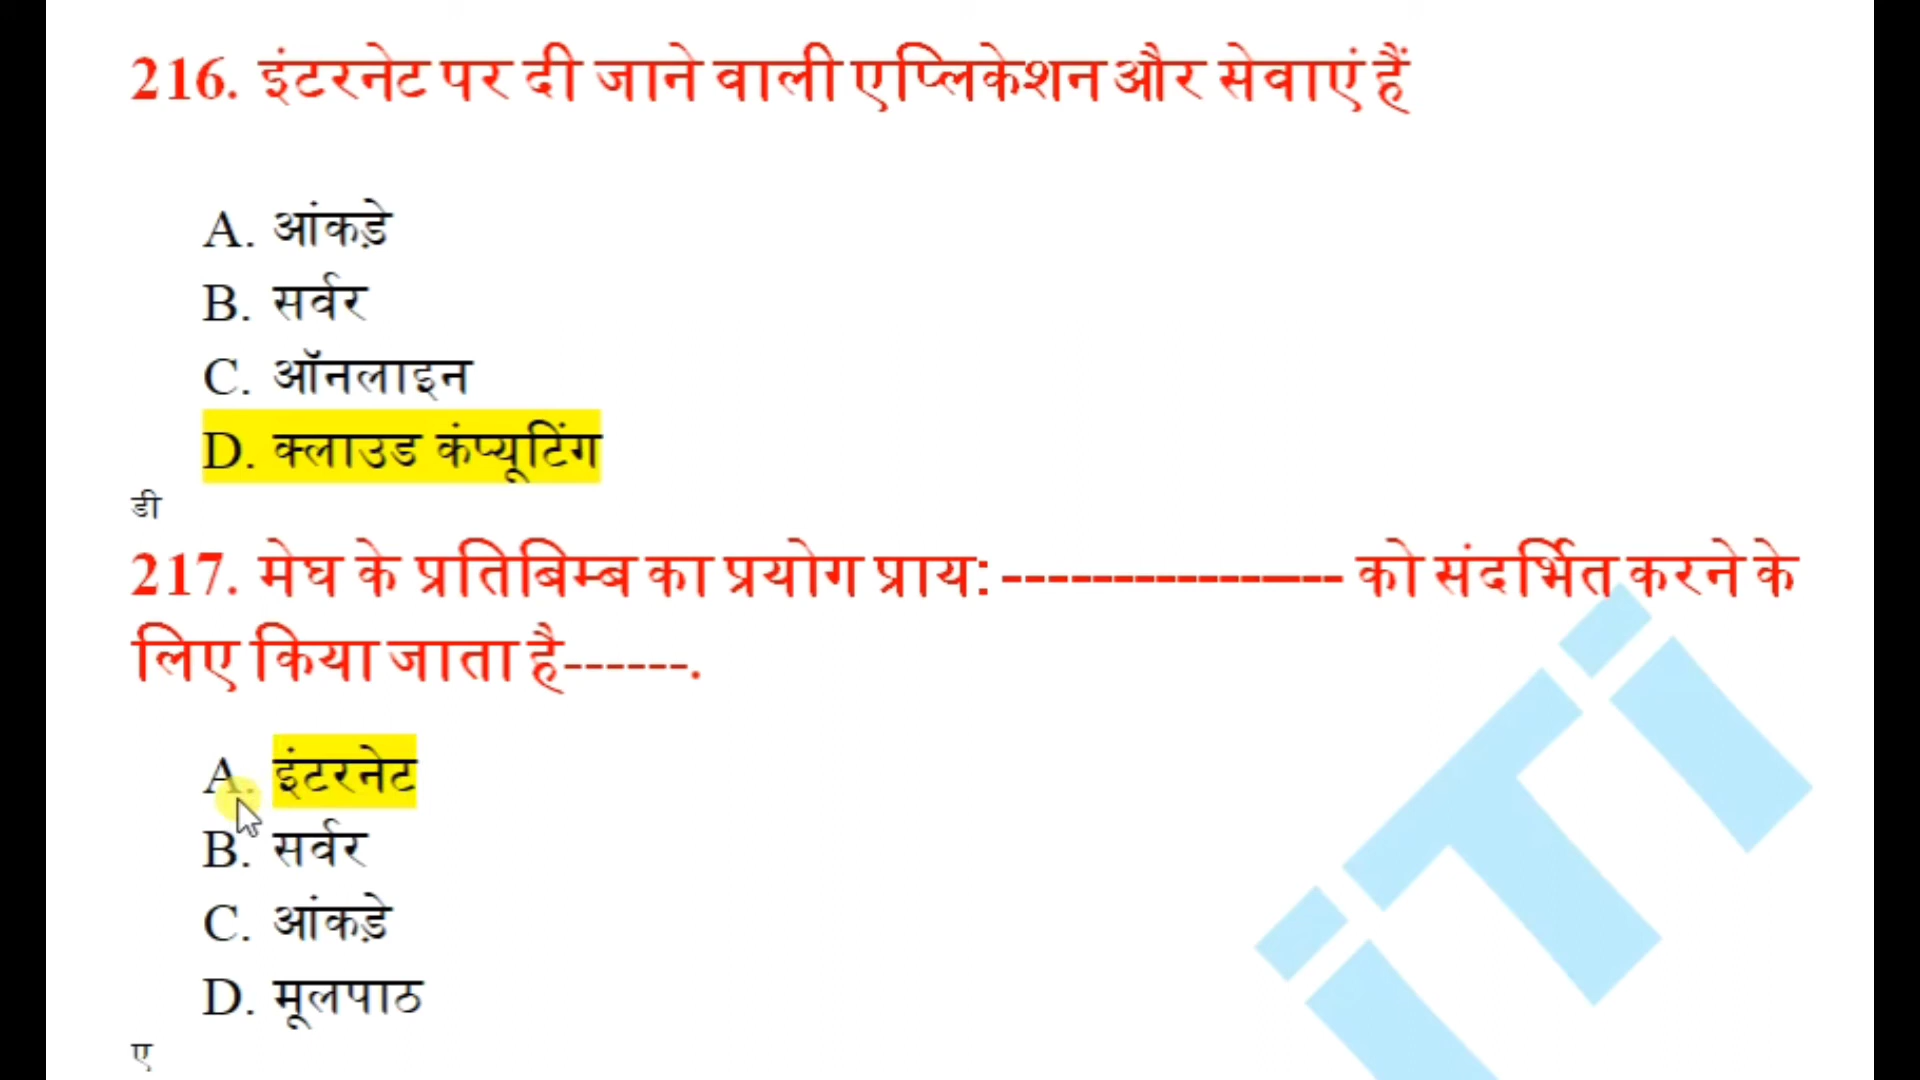 216. इंटरनेट पर दी जाने वाली एप्लिकेशन और सेवाएं हैं
A. आंकड़े
B. सर्वर
C. ऑनलाइन
D. क्लाउड कंप्यूटिंग
डी
217. मेघ के प्रतिबिम्ब का प्रयोग प्राय: ---------------- को संदर्भित करने के
लिए किया जाता है------.
A. इंटरनेट
B. सर्वर
C. आंकड़े
D. मूलपाठ
ए
iTi